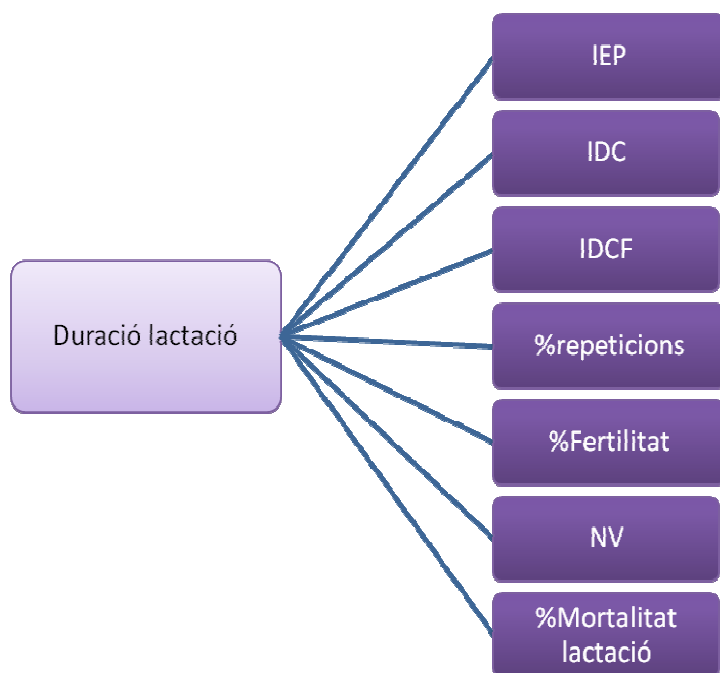 IEP
IDC
IDCF
Duració lactació
%repeticions
%Fertilitat
NV
%Mortalitat
lactació